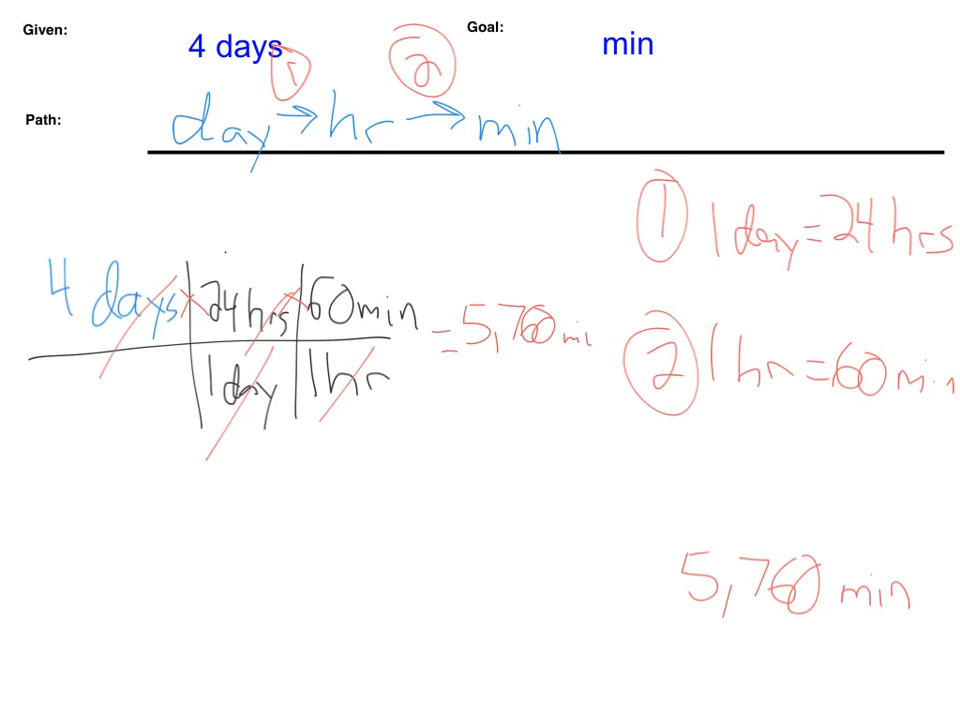 Given:
4 days
Goal:
min
1
2
Path:
day → hr → min
1 1 day = 24 hrs
4 days × 24 hrs × 60 min = 5,760 mi
1 day 1 hr
2 1 hr = 60 min
5,760 min